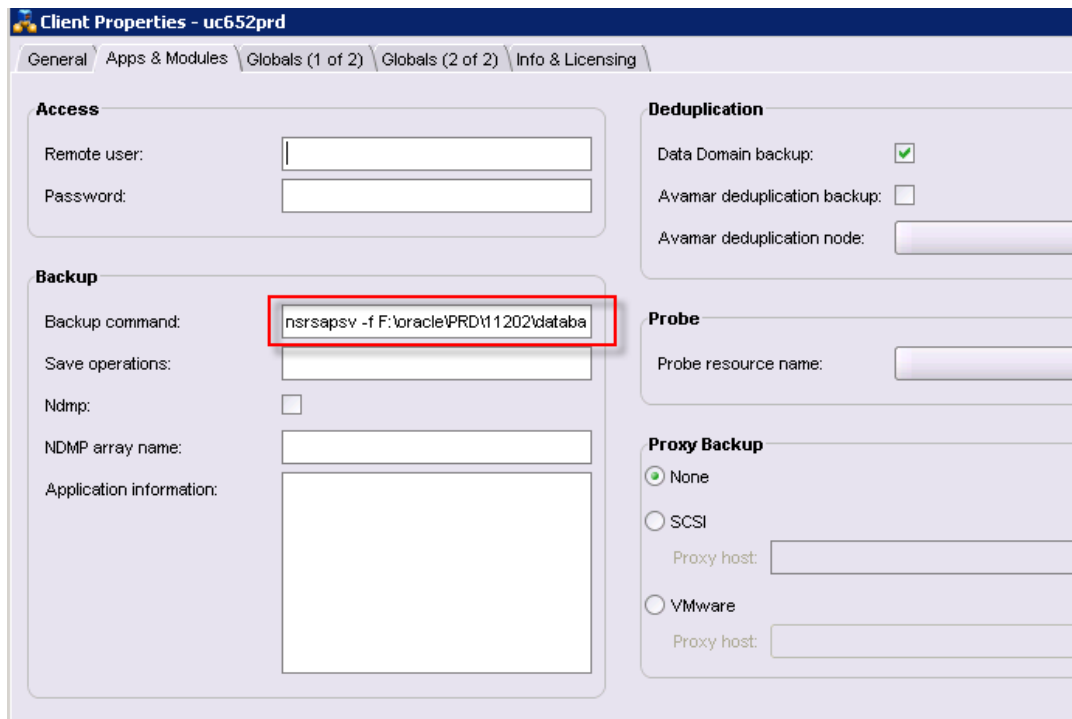 Client Properties - uc652prd
General Apps & Modules Globals (1 of 2) Globals (2 of 2) Info & Licensing
Access
Remote user:
Password:
Backup
Backup command: nsrsapsv -f F:\oracle\PRD\11202\databa
Save operations:
Ndmp:
NDMP array name:
Application information:
Deduplication
Data Domain backup:
Avamar deduplication backup:
Avamar deduplication node:
Probe
Probe resource name:
Proxy Backup
None
SCSI
Proxy host:
VMware
Proxy host: